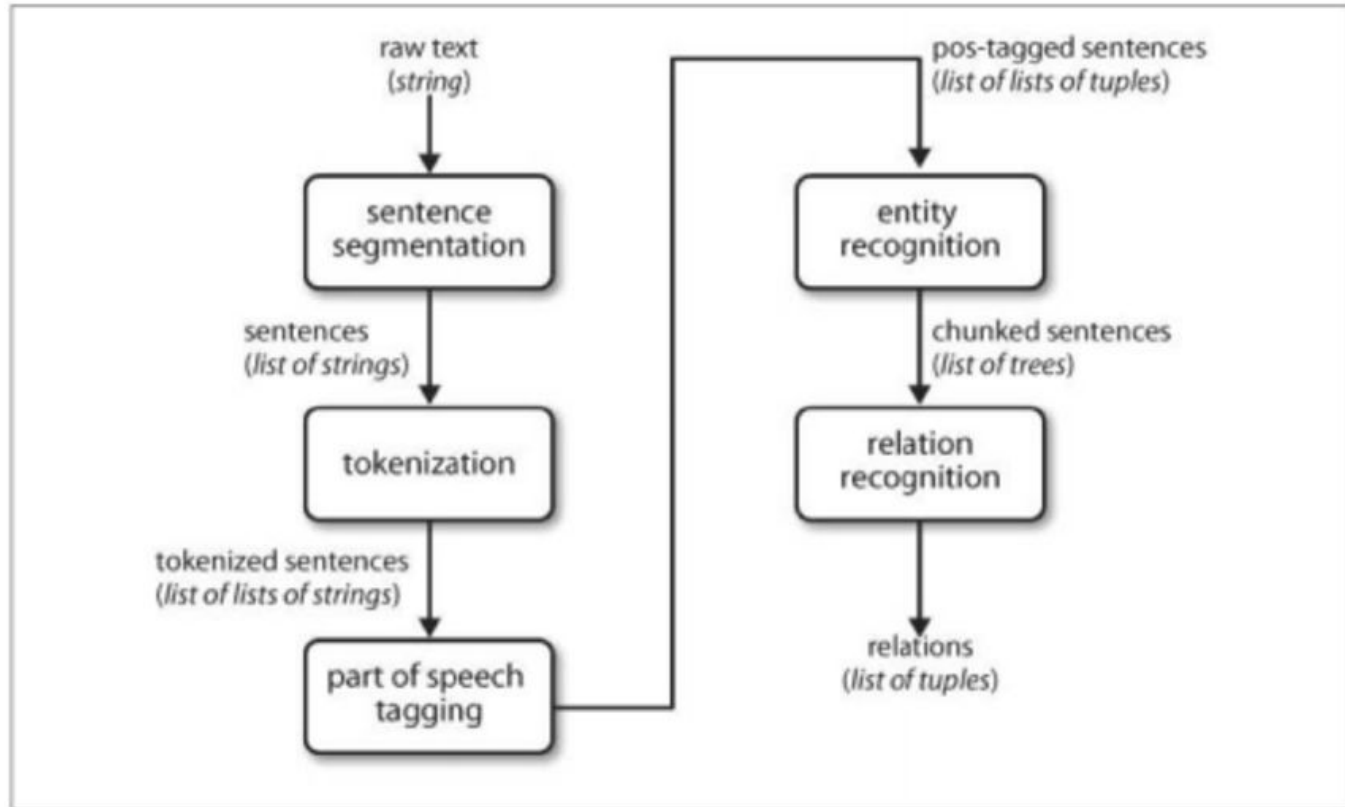 raw text
(string)
sentence
segmentation
sentences
(list of strings)
tokenization
tokenized sentences
(list of lists of strings)
part of speech
tagging
pos-tagged sentences
(list of lists of tuples)
entity
recognition
chunked sentences
(list of trees)
relation
recognition
relations
(list of tuples)